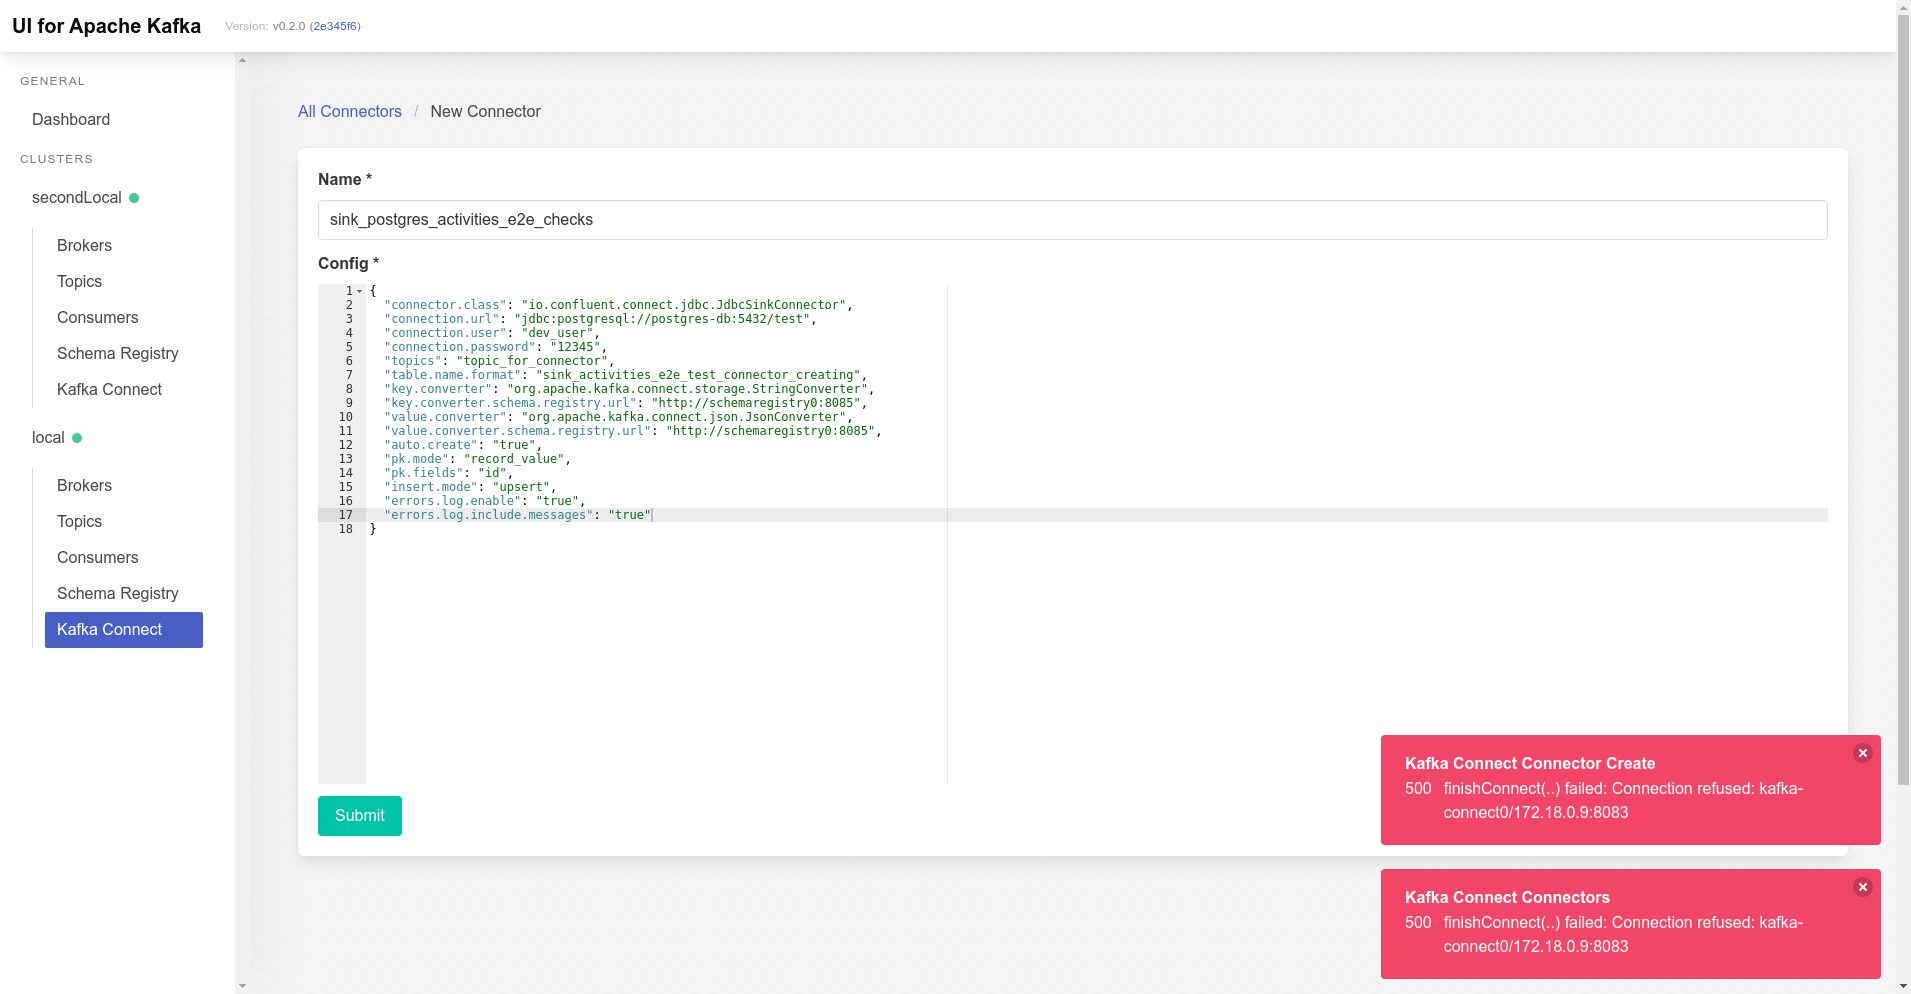 UI for Apache Kafka
Version: v0.2.0 (2e345f6)
GENERAL
Dashboard
CLUSTERS
secondLocal
Brokers
Topics
Consumers
Schema Registry
Kafka Connect
local
Brokers
Topics
Consumers
Schema Registry
Kafka Connect
All Connectors / New Connector
Name *
sink_postgres_activities_e2e_checks
Config *
1 {
2 "connector.class": "io.confluent.connect.jdbc.JdbcSinkConnector",
3 "connection.url": "jdbc:postgresql://postgres-db:5432/test",
4 "connection.user": "dev_user",
5 "connection.password": "12345",
6 "topics": "topic_for_connector",
7 "table.name.format": "sink_activities_e2e_test_connector_creating",
8 "key.converter": "org.apache.kafka.connect.storage.StringConverter",
9 "key.converter.schema.registry.url": "http://schemaregistry0:8085",
10 "value.converter": "org.apache.kafka.connect.json.JsonConverter",
11 "value.converter.schema.registry.url": "http://schemaregistry0:8085",
12 "auto.create": "true",
13 "pk.mode": "record_value",
14 "pk.fields": "id",
15 "insert.mode": "upsert",
16 "errors.log.enable": "true",
17 "errors.log.include.messages": "true"
18 }
Submit
Kafka Connect Connector Create
500 finishConnect(..) failed: Connection refused: kafka-
connect0/172.18.0.9:8083
Kafka Connect Connectors
500 finishConnect(..) failed: Connection refused: kafka-
connect0/172.18.0.9:8083